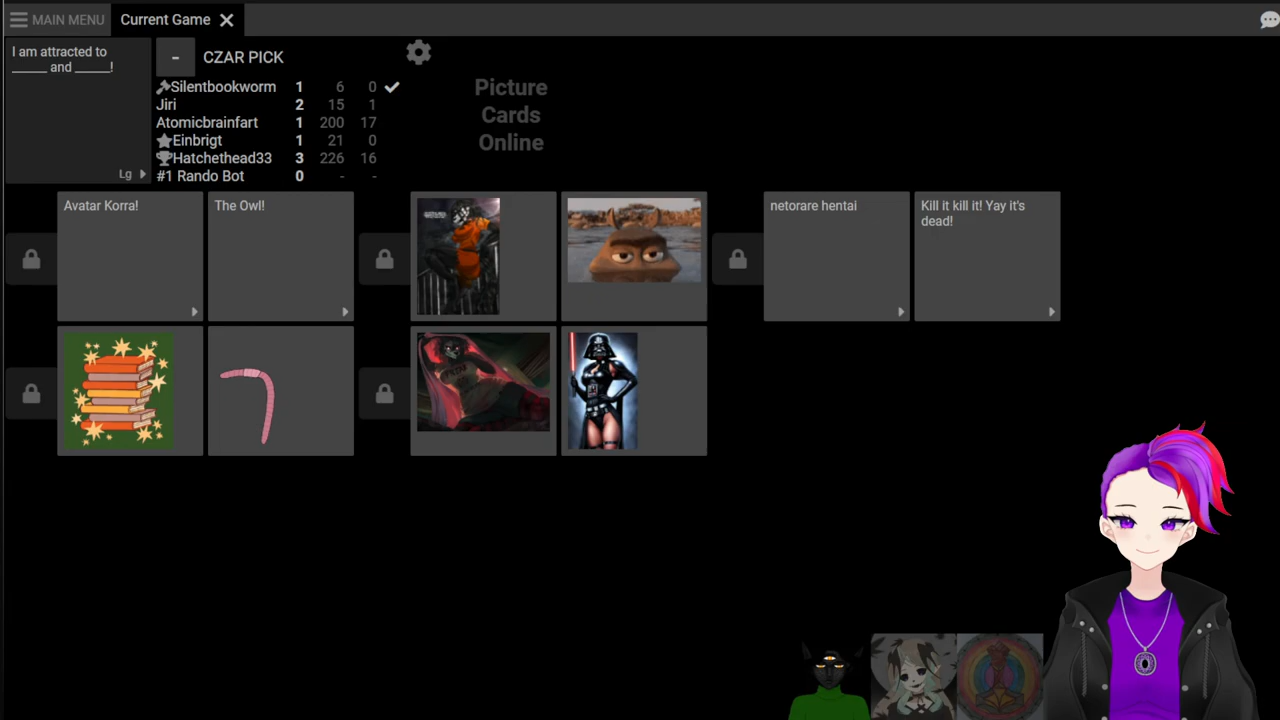 MAIN MENU
Current Game
I am attracted to
______ and _____!
Lg
-
CZAR PICK
Silentbookworm 1 6 0
Jiri 2 15 1
Atomicbrainfart 1 200 17
Einbrigt 1 21 0
Hatchethead33 3 226 16
#1 Rando Bot 0 - -
Picture
Cards
Online
Avatar Korra!
The Owl!
netorare hentai
Kill it kill it! Yay it's
dead!